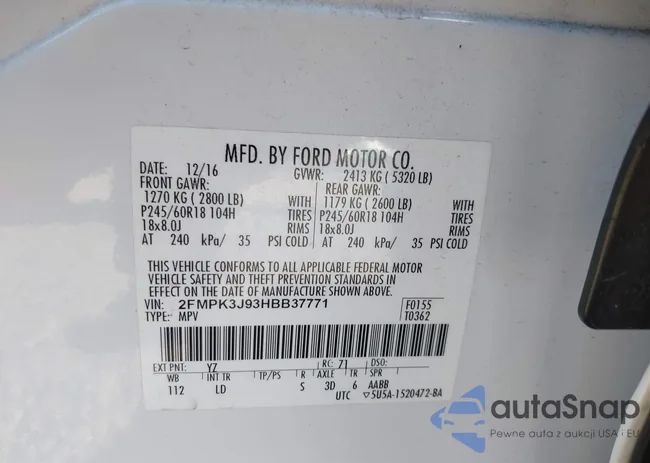 MFD. BY FORD MOTOR CO.
DATE: 12/16 GVWR: 2413 KG ( 5320 LB)
FRONT GAWR: REAR GAWR:
1270 KG ( 2800 LB) WITH 1179 KG ( 2600 LB) WITH
P245/60R18 104H TIRES P245/60R18 104H TIRES
18x8.0J RIMS 18x8.0J RIMS
AT 240 kPa/ 35 PSI COLD AT 240 kPa/ 35 PSI COLD
THIS VEHICLE CONFORMS TO ALL APPLICABLE FEDERAL MOTOR
VEHICLE SAFETY AND THEFT PREVENTION STANDARDS IN
EFFECT ON THE DATE OF MANUFACTURE SHOWN ABOVE.
VIN: 2FMPK3J93HBB37771 F0155
TYPE: MPV T0362
EXT PNT: YZ RC: 71 DSO:
WB INT TR TP/PS R AXLE TR SPR
112 LD S 3D 6 AABB
UTC ▽5U5A-1520472-BA
autaSnap
Pewne auta z aukcji USA i EU